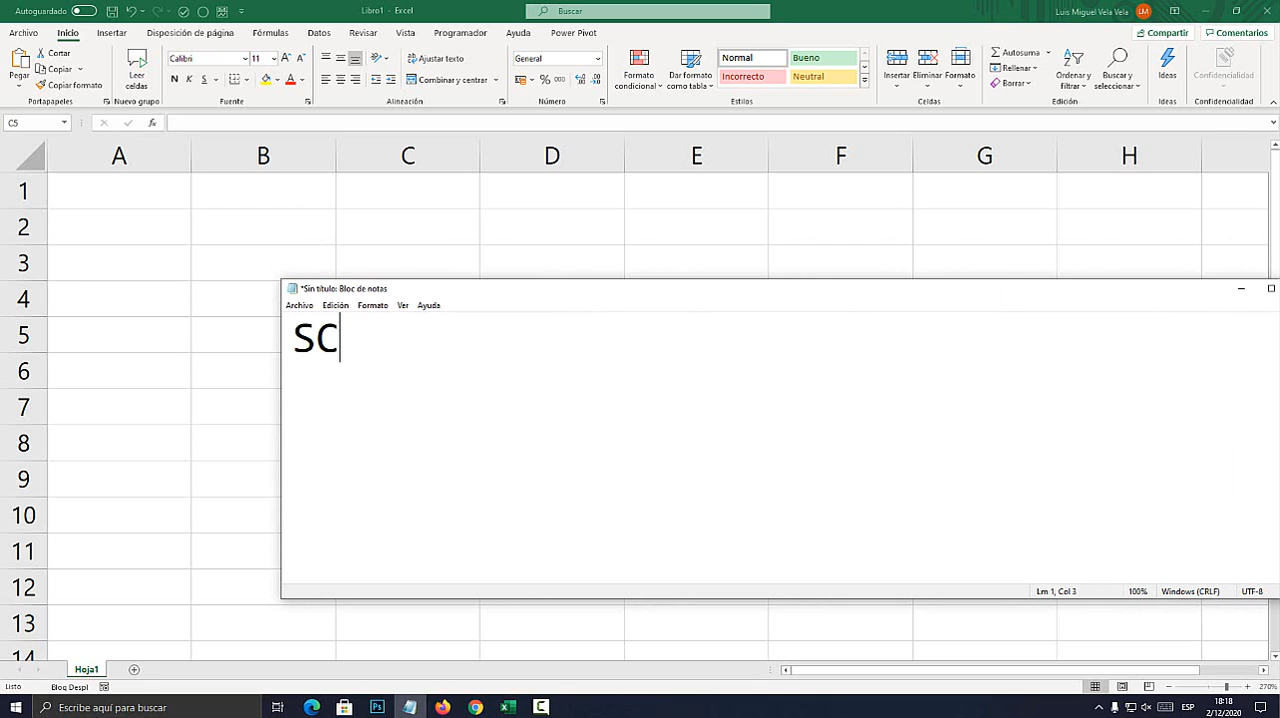 Autoguardado
Libro1 - Excel
Buscar
Luis Miguel Vela Vela
LM
Archivo
Inicio
Insertar
Disposición de página
Fórmulas
Datos
Revisar
Vista
Programador
Ayuda
Power Pivot
Compartir
Comentarios
Pegar
Cortar
Copiar
Copiar formato
Portapapeles
Leer celdas
Nuevo grupo
Calibri
11
N K S
Fuente
Ajustar texto
Combinar y centrar
Alineación
General
% 000
Número
Formato condicional
Dar formato como tabla
Normal
Bueno
Incorrecto
Neutral
Estilos
Insertar
Eliminar
Formato
Celdas
Autosuma
Rellenar
Borrar
Ordenar y filtrar
Buscar y seleccionar
Edición
Ideas
Ideas
Confidencialidad
Confidencialidad
C5
fx
A B C D E F G H
1
2
3
4
5
6
7
8
9
10
11
12
13
14
*Sin título: Bloc de notas
Archivo Edición Formato Ver Ayuda
SC
Lm 1, Col 3
100%
Windows (CRLF)
UTF-8
Hoja1
Listo
Bloq Despl
270%
Escribe aquí para buscar
Ps
ESP
18:18
2/12/2020